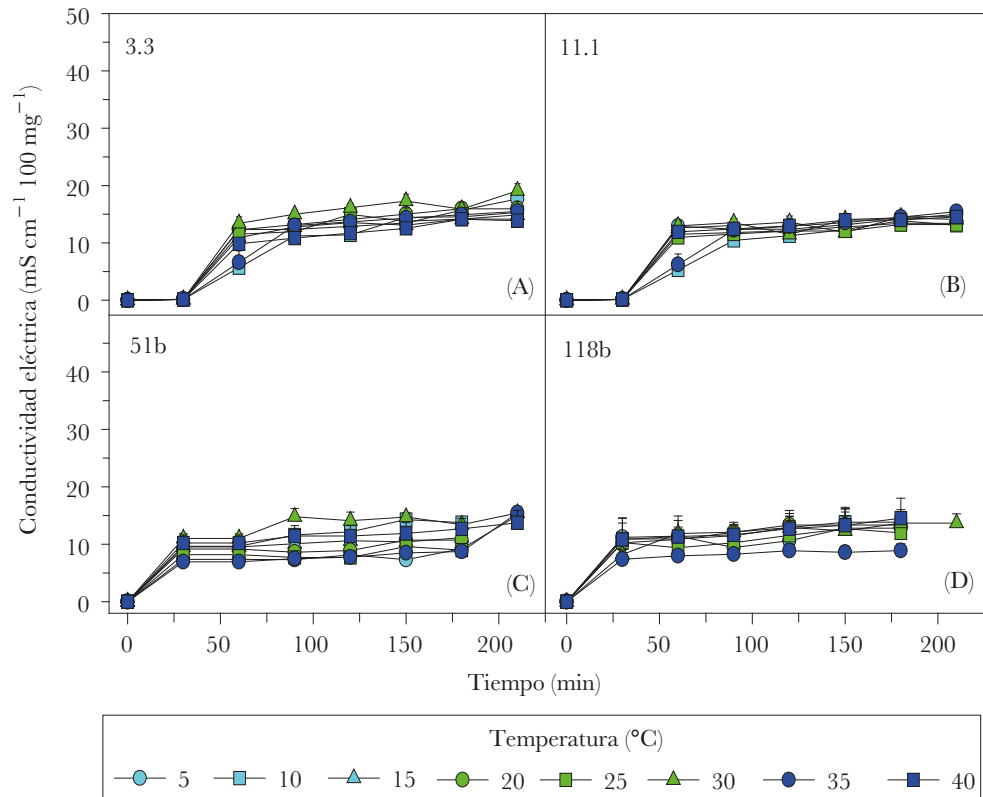 50
40
30
20
10
0
3.3
(A)
11.1
(B)
40
30
20
10
0
51b
(C)
118b
(D)
Conductividad eléctrica (mS cm−1 100 mg−1)
0 50 100 150 200
0 50 100 150 200
Tiempo (min)
Temperatura (°C)
5 10 15 20 25 30 35 40